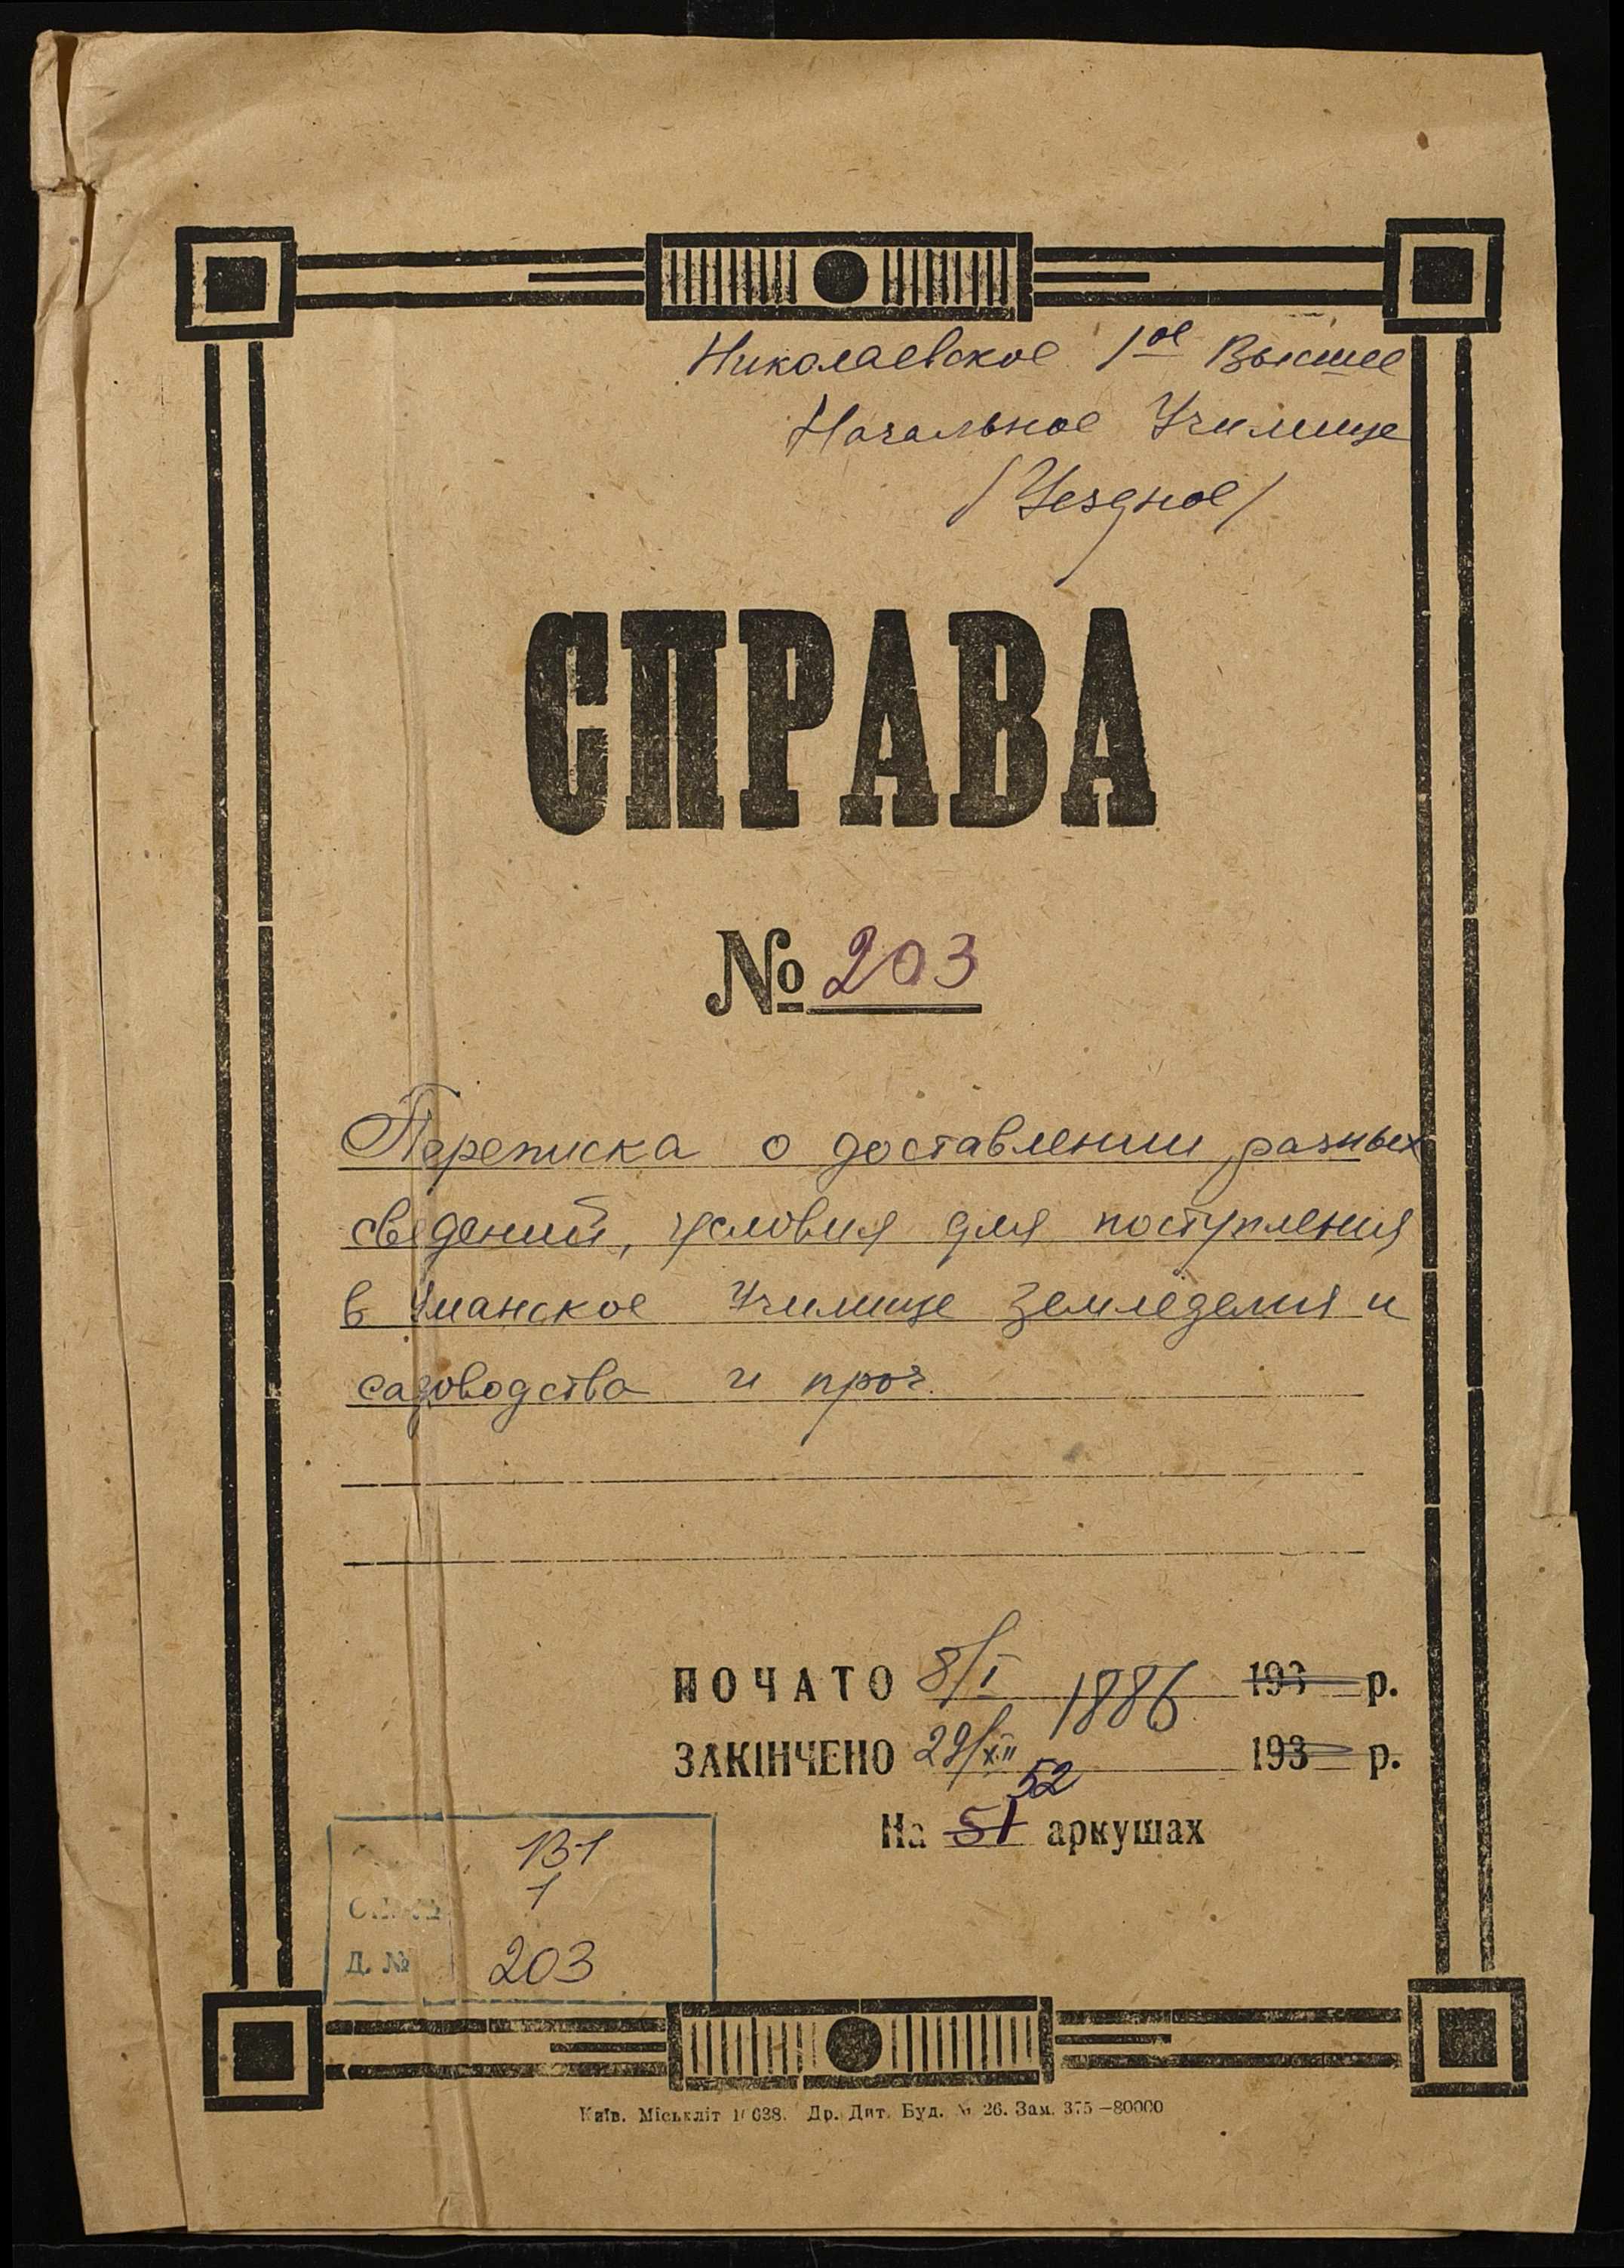 Николаевское 1ое Высшее
Начальное Училище
/Уездное/
СПРАВА
№ 203
Переписка о доставлении разных
сведений, условия для поступления
в Уманское Училище Земледелия и
садоводства и проч.
ПОЧАТО 8/I 1886 193 р.
ЗАКІНЧЕНО 29/XII 193 р.
52
На 51 аркушах
131
1
Д. № 203
Київ. Міськліт Др. Дит. Буд. № 26. Зам. 375—80000